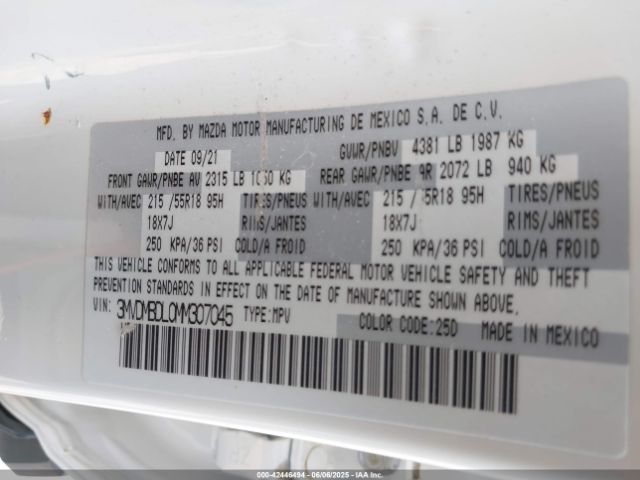 MFD. BY MAZDA MOTOR MANUFACTURING DE MEXICO S.A. DE C.V.
DATE 09/21 GVWR/PNBV 4381 LB 1987 KG
FRONT GAWR/PNBE AV 2315 LB KG REAR GAWR/PNBE 2072 LB 940 KG
WITH/AVEC 215 /55R18 95H TIRES/PNEUS WITH/AVEC 215 / 5R18 95H TIRES/PNEUS
18X7J RIMS/JANTES 18X7J RIMS/JANTES
250 KPA/36 PSI COLD/A FROID 250 KPA/36 PSI COLD/A FROID
THIS VEHICLE CONFORMS TO ALL APPLICABLE FEDERAL MOTOR VEHICLE SAFETY AND THEFT
PREVENTION STANDARDS IN EFFECT ON THE DATE OF MANUFACTURE SHOWN ABOVE.
VIN: 3MVDMBDL0MM307045 TYPE:MPV COLOR CODE:25D MADE IN MEXICO
000-42446494 - 06/06/2025 - IAA Inc.